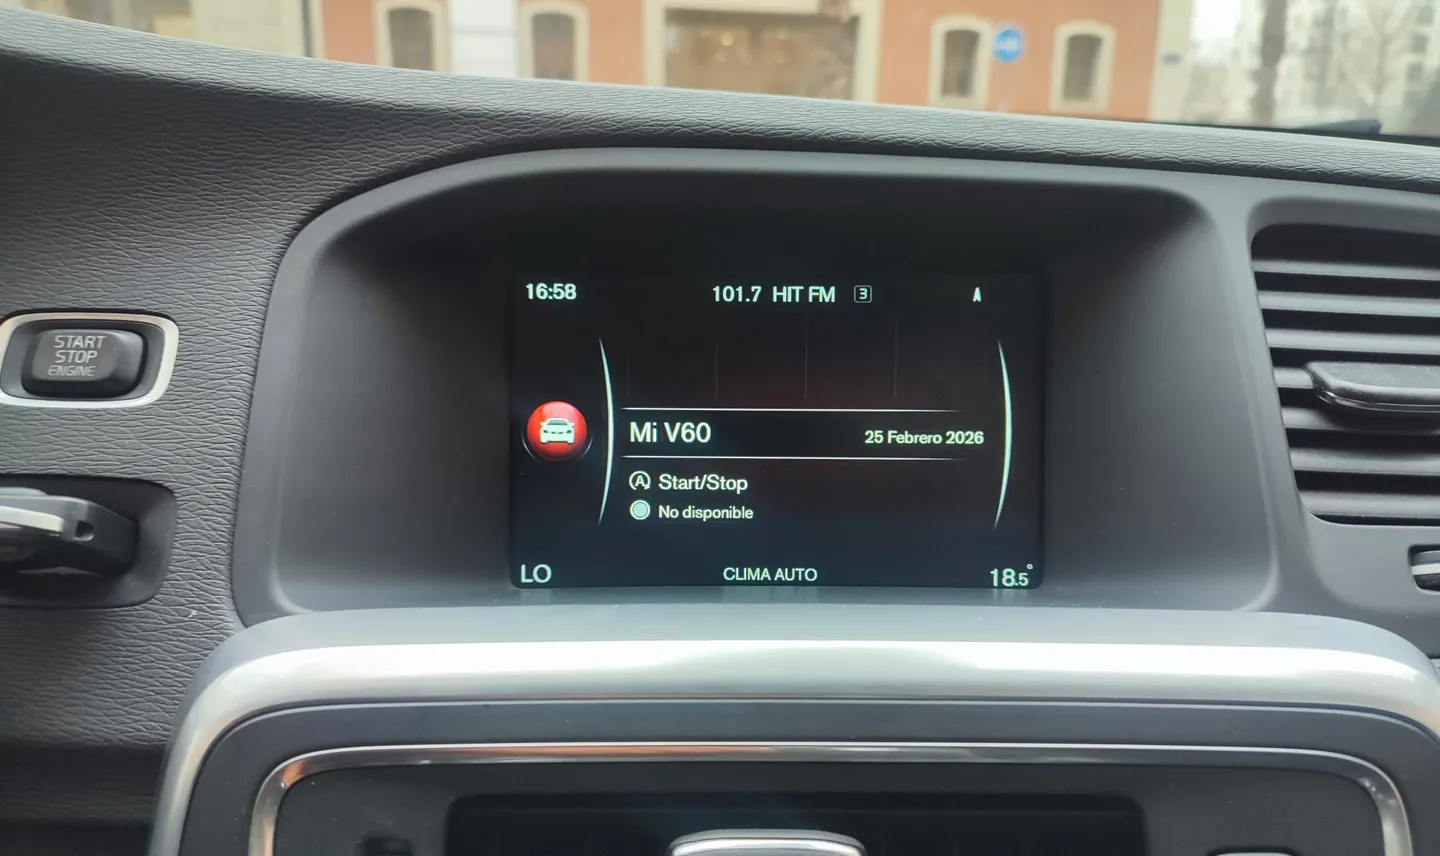 16:58
101.7 HIT FM 3
A
START
STOP
ENGINE
Mi V60
25 Febrero 2026
A Start/Stop
No disponible
LO
CLIMA AUTO
18.5°